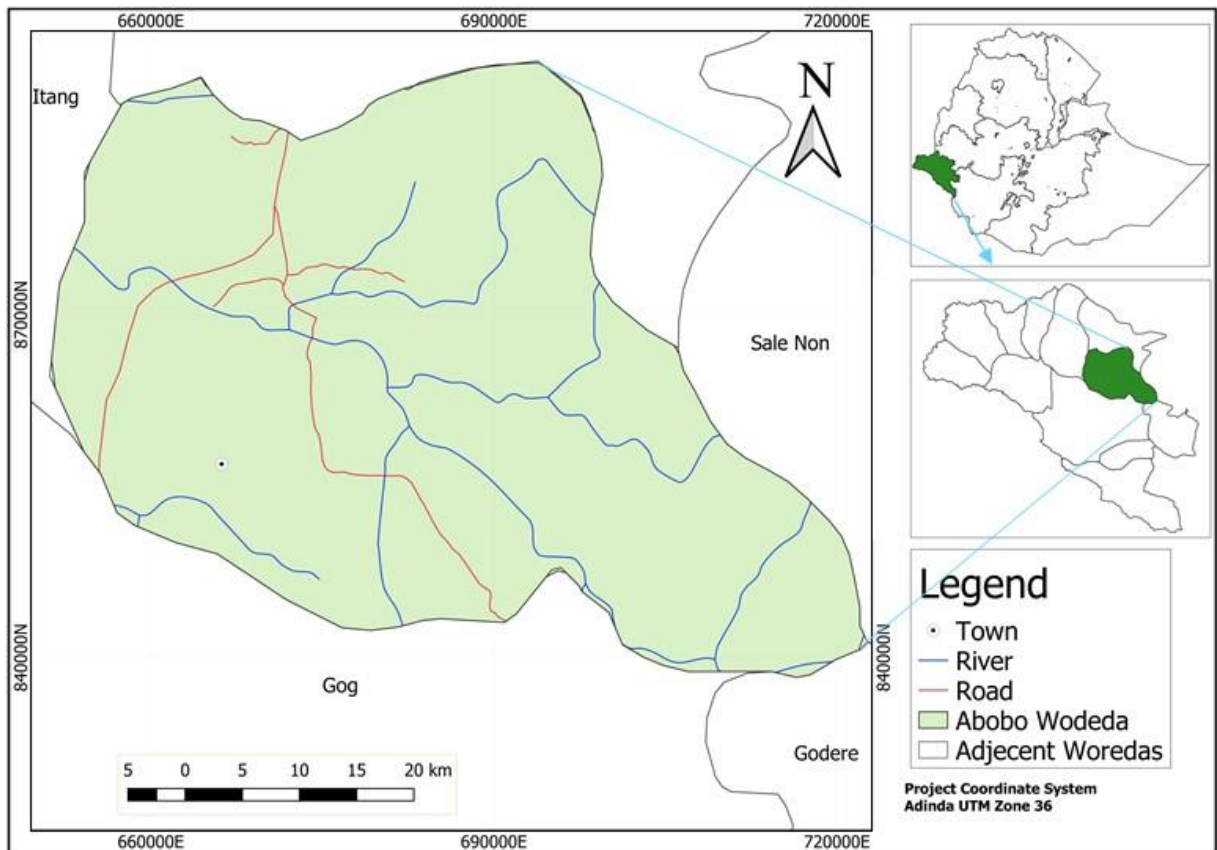 660000E 690000E 720000E
Itang
N
870000N
Sale Non
840000N
840000N
Gog
Godere
5 0 5 10 15 20 km
660000E 690000E 720000E
Legend
Town
River
Road
Abobo Wodeda
Adjecent Woredas
Project Coordinate System
Adinda UTM Zone 36